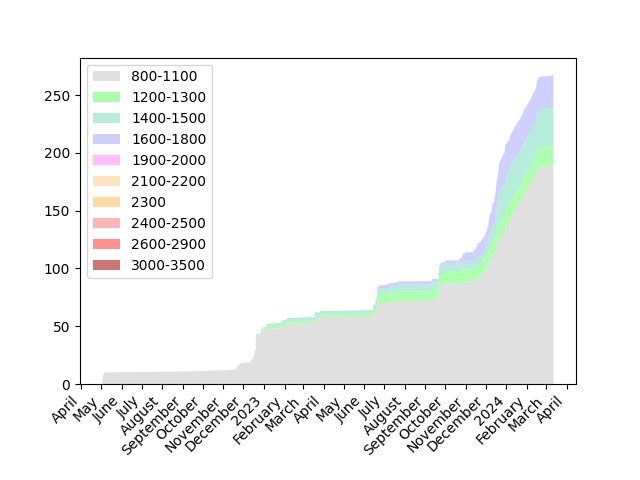 800-1100
1200-1300
1400-1500
1600-1800
1900-2000
2100-2200
2300
2400-2500
2600-2900
3000-3500
250
200
150
100
50
0
April
May
June
July
August
September
October
November
December
2023
February
March
April
May
June
July
August
September
October
November
December
2024
February
March
April